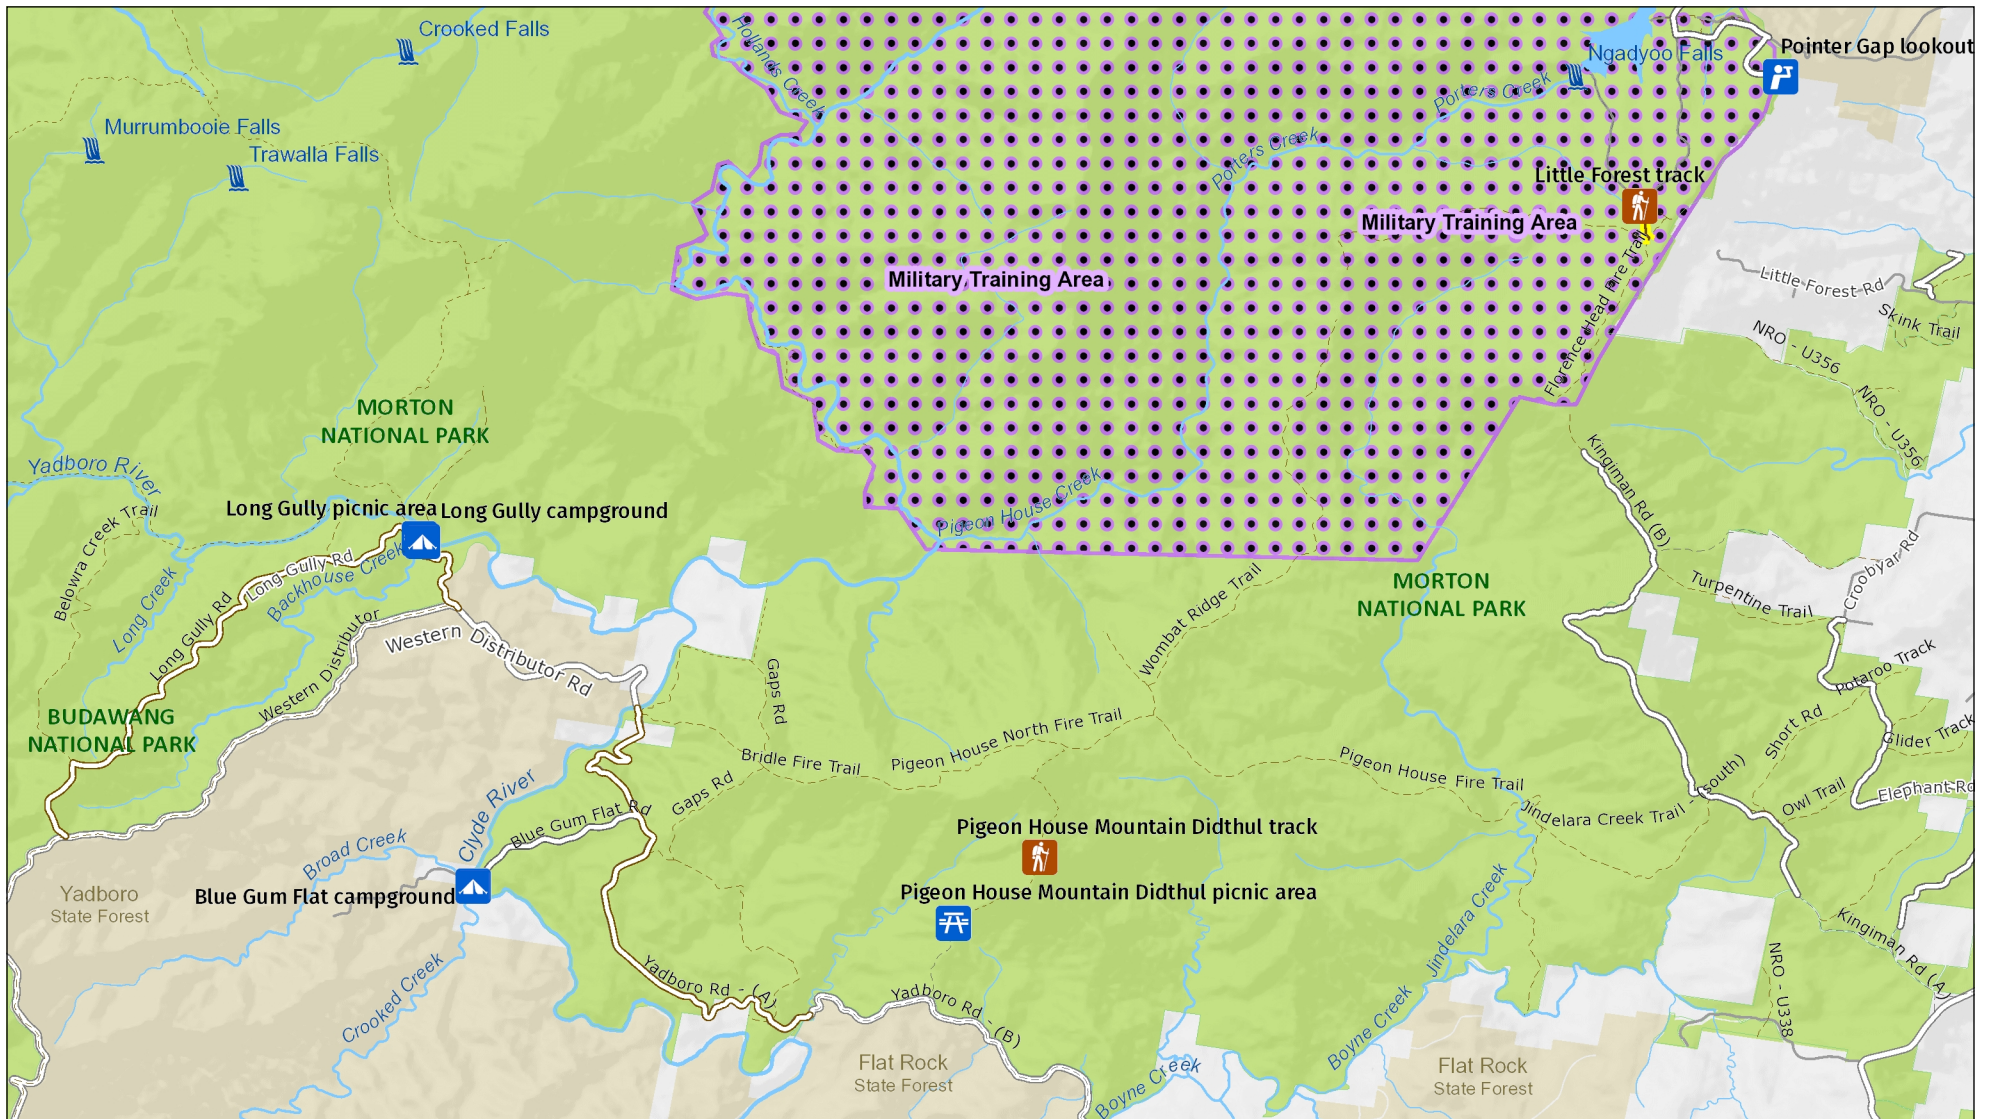 Crooked Falls
Hollands Creek
Ngadyoo Falls
Pointer Gap lookout
Porters Creek
Murrumbooie Falls
Trawalla Falls
Porters Creek
Little Forest track
Military Training Area
Military Training Area
Little Forest Rd
Skink Trail
Florence Head Fire Trail
NRO - U356
NRO - U356
MORTON
NATIONAL PARK
Yadboro River
Kingiman Rd (B)
Long Gully picnic area
Long Gully campground
Pigeon House Creek
Belowra Creek Trail
Long Gully Rd
Backhouse Creek
Long Creek
Long Gully Rd
Croobyar Rd
MORTON
NATIONAL PARK
Turpentine Trail
Wombat Ridge Trail
Western Distributor
Western Distributor Rd
Gaps Rd
Potaroo Track
BUDAWANG
NATIONAL PARK
Pigeon House North Fire Trail
Short Rd
Glider Track
Bridle Fire Trail
Pigeon House Fire Trail
Gaps Rd
Jindelara Creek Trail - (south)
Owl Trail
Elephant Rd
Clyde River
Blue Gum Flat Rd
Pigeon House Mountain Didthul track
Broad Creek
Yadboro
State Forest
Blue Gum Flat campground
Pigeon House Mountain Didthul picnic area
Jindelara Creek
Kingiman Rd (A)
Crooked Creek
Yadboro Rd - (A)
Yadboro Rd - (B)
NRO - U338
Boyne Creek
Flat Rock
State Forest
Boyne Creek
Flat Rock
State Forest